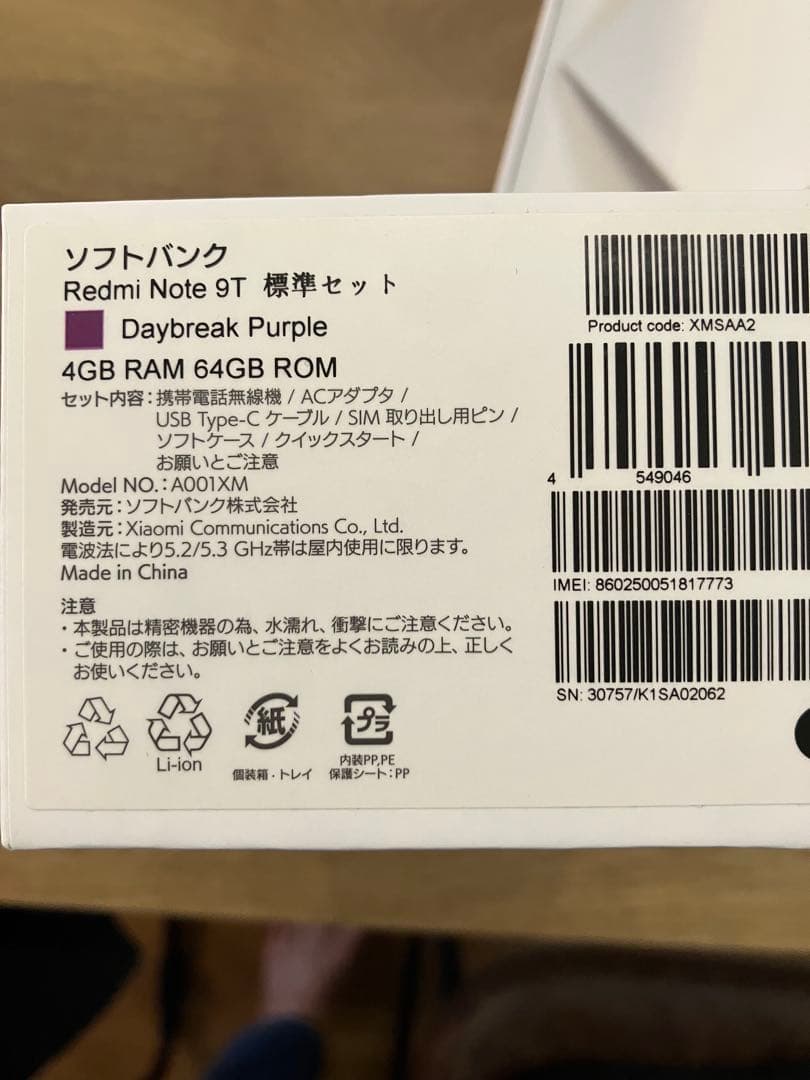 ソフトバンク
Redmi Note 9T 標準セット
Daybreak Purple
4GB RAM 64GB ROM
セット内容：携帯電話無線機 / ACアダプタ /
USB Type-C ケーブル / SIM 取り出し用ピン /
ソフトケース / クイックスタート /
お願いとご注意
Model NO.：A001XM
発売元：ソフトバンク株式会社
製造元：Xiaomi Communications Co., Ltd.
電波法により5.2/5.3 GHz帯は屋内使用に限ります。
Made in China
注意
・本製品は精密機器の為、水濡れ、衝撃にご注意ください。
・ご使用の際は、お願いとご注意をよくお読みの上、正しく
お使いください。
Li-ion
紙
個装箱・トレイ
プラ
内装PP,PE
保護シート：PP
Product code: XMSAA2
4 549046
IMEI: 860250051817773
SN: 30757/K1SA02062